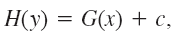 H(y) = G(x) + c,